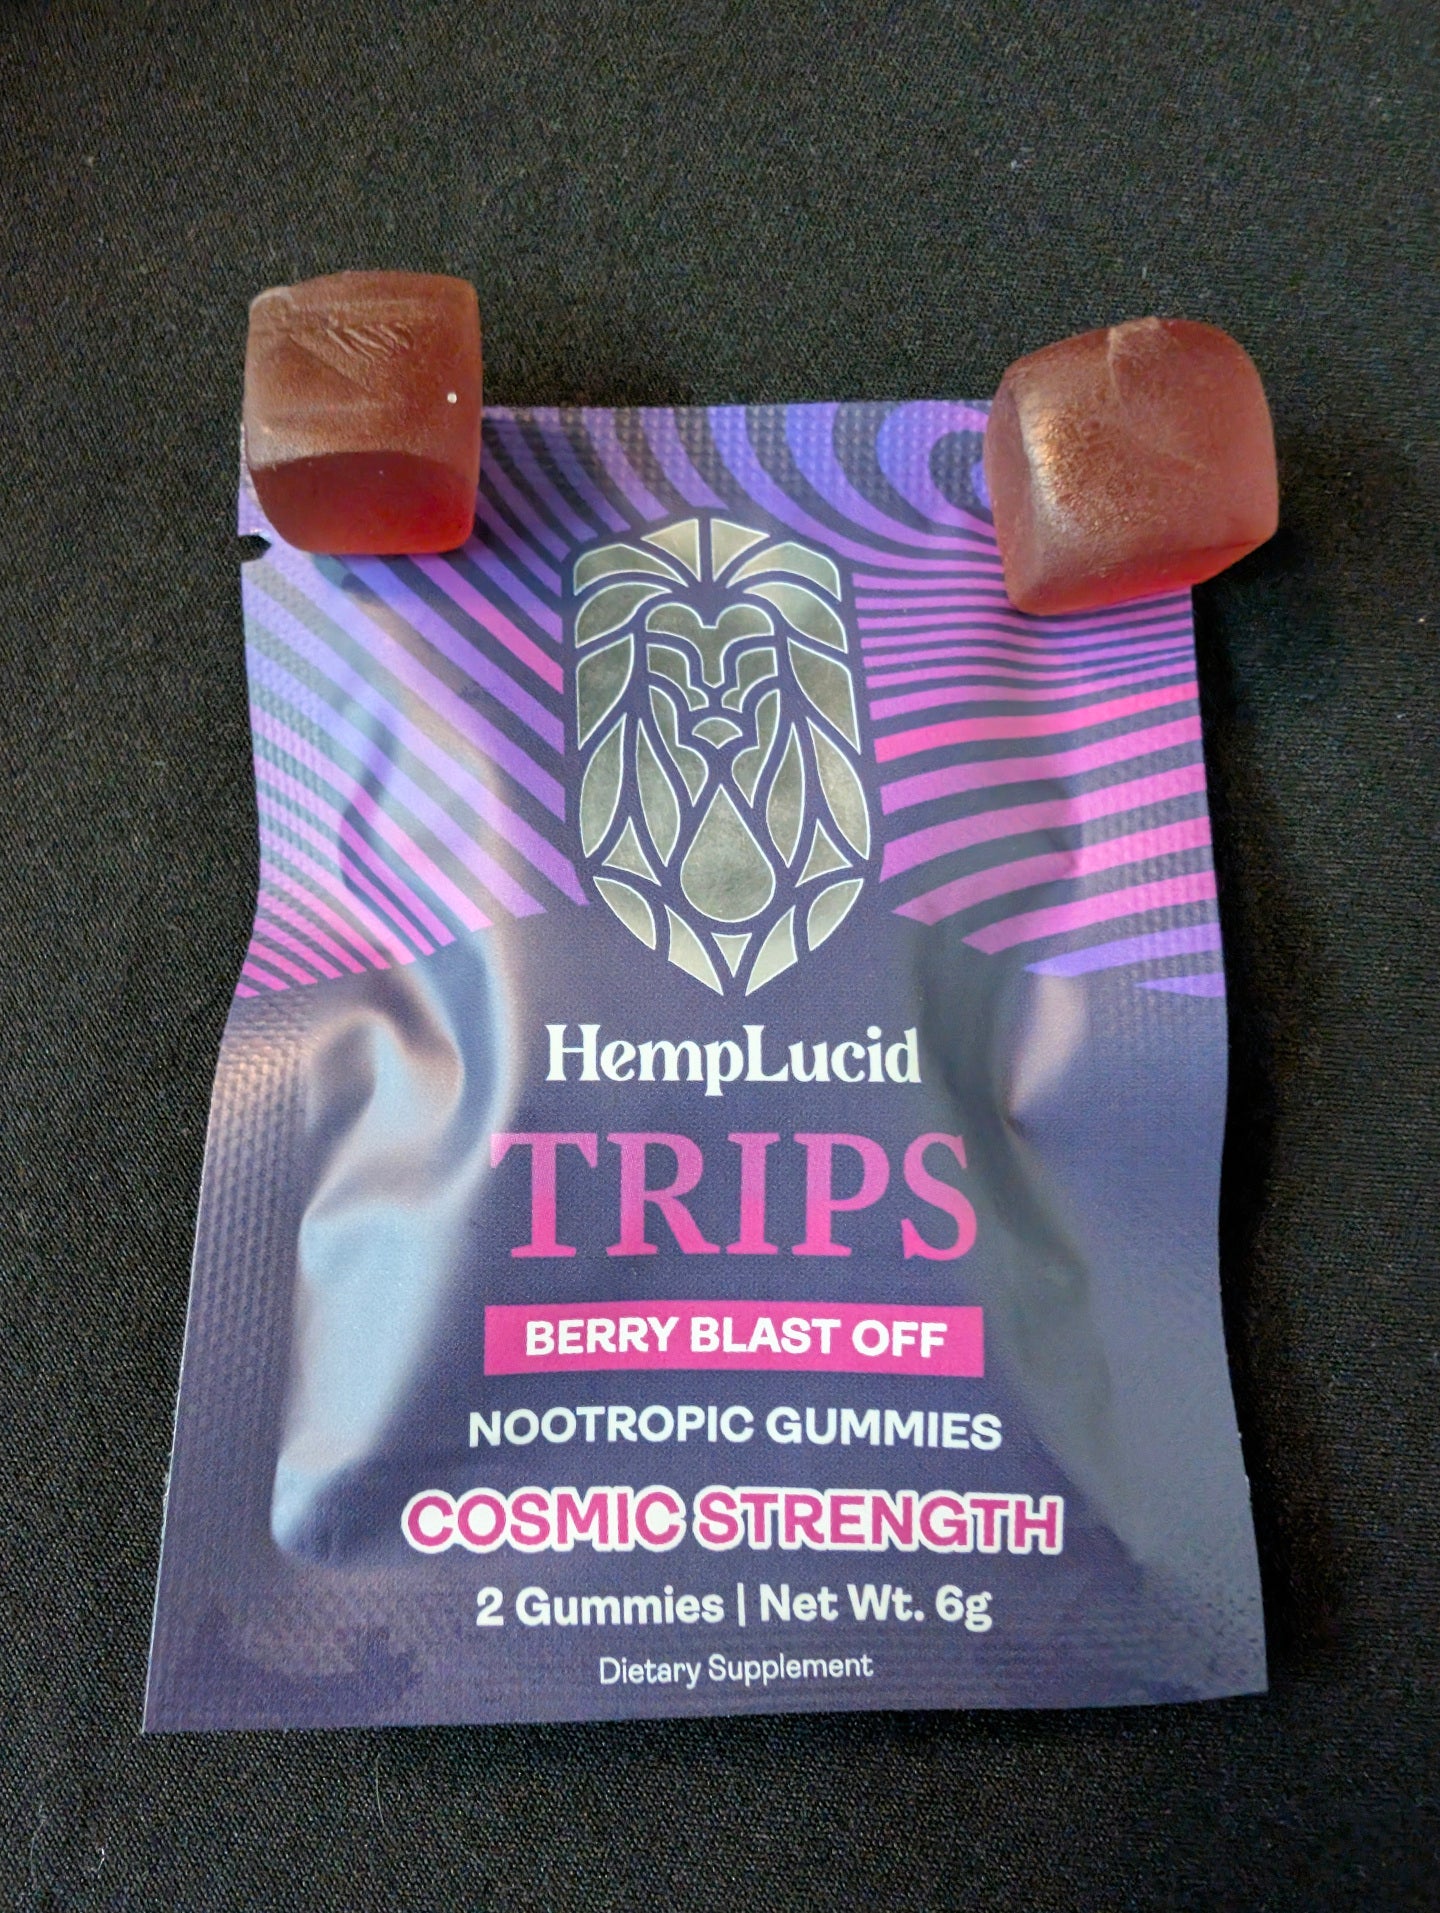 HempLucid
TRIPS
BERRY BLAST OFF
NOOTROPIC GUMMIES
COSMIC STRENGTH
2 Gummies | Net Wt. 6g
Dietary Supplement